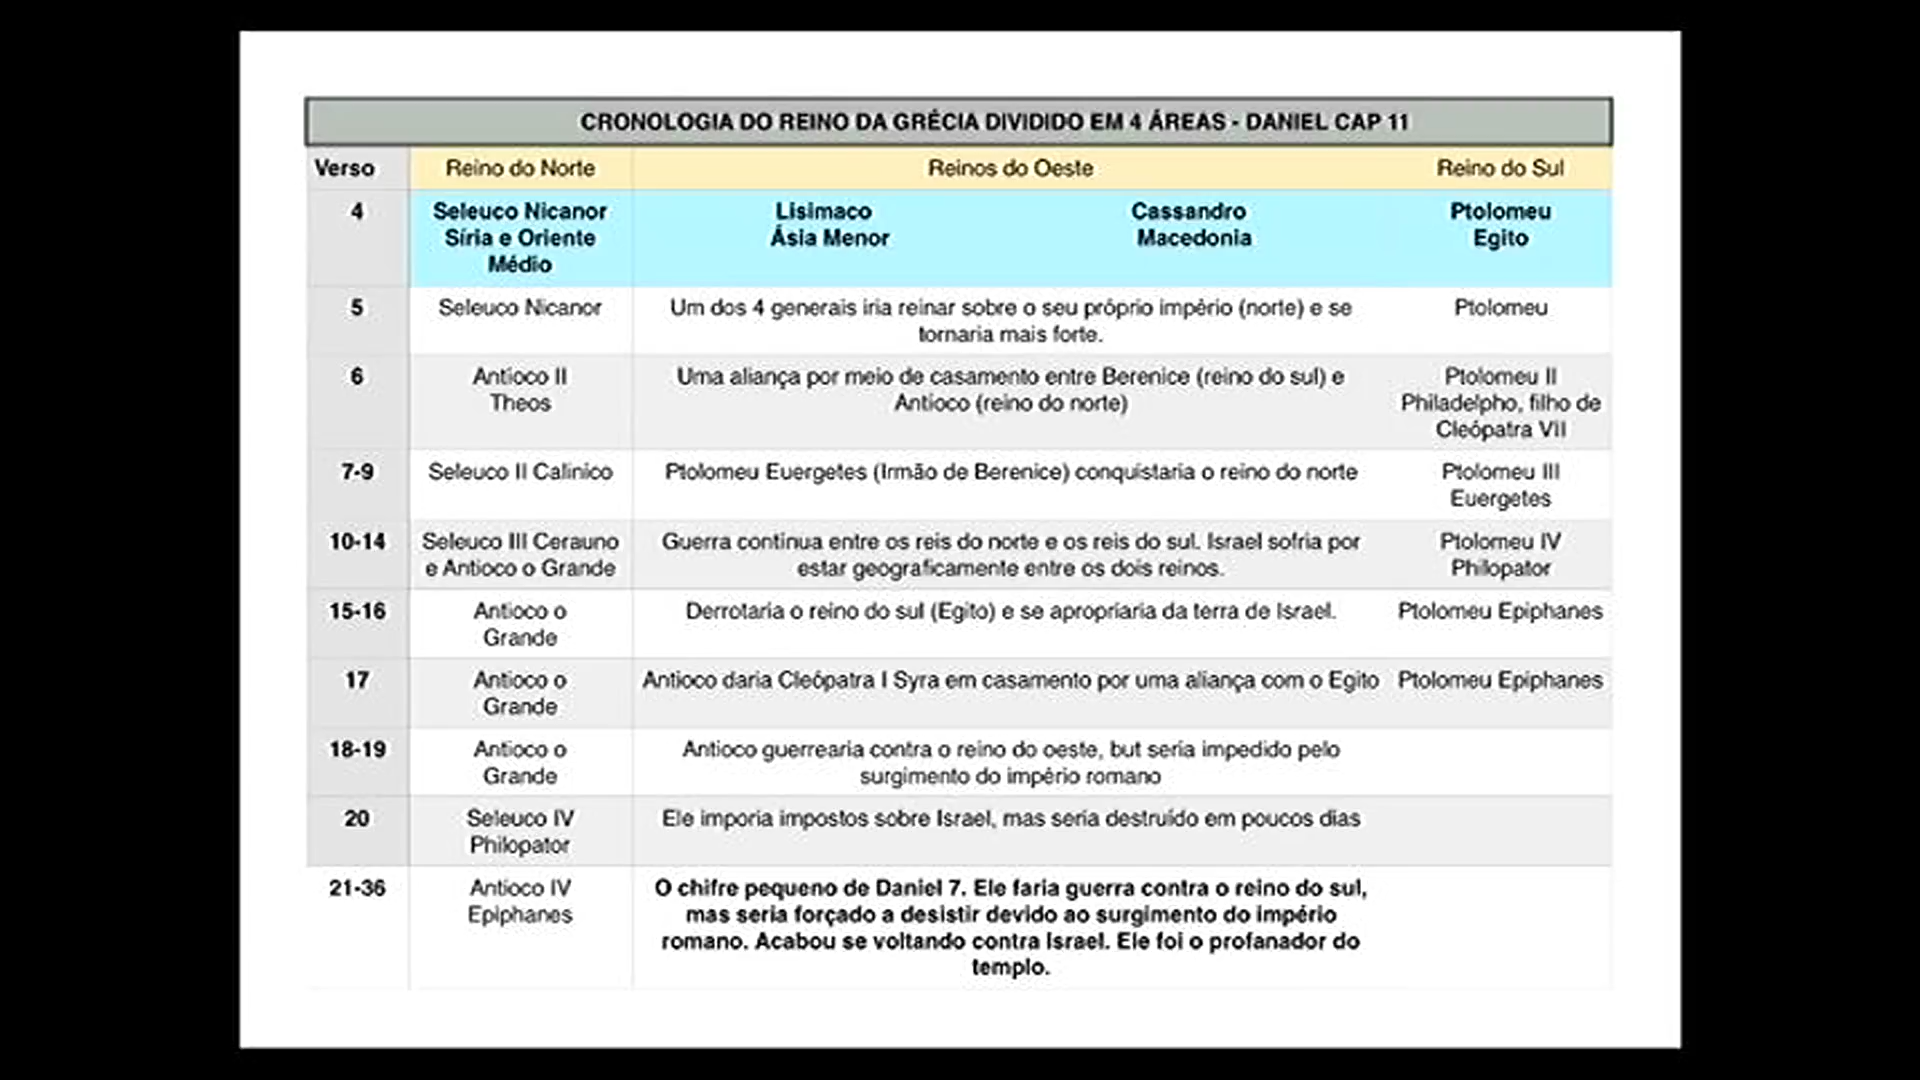 CRONOLOGIA DO REINO DA GRÉCIA DIVIDIDO EM 4 ÁREAS - DANIEL CAP 11
Verso Reino do Norte Reinos do Oeste Reino do Sul
4 Seleuco Nicanor Lisimaco Cassandro Ptolomeu
Síria e Oriente Ásia Menor Macedonia Egito
Médio
5 Seleuco Nicanor Um dos 4 generais iria reinar sobre o seu próprio império (norte) e se Ptolomeu
tornaria mais forte.
6 Antioco II Uma aliança por meio de casamento entre Berenice (reino do sul) e Ptolomeu II
Theos Antioco (reino do norte) Philadelpho, filho de
Cleópatra VII
7-9 Seleuco II Calinico Ptolomeu Euergetes (Irmão de Berenice) conquistaria o reino do norte Ptolomeu III
Euergetes
10-14 Seleuco III Cerauno Guerra continua entre os reis do norte e os reis do sul. Israel sofria por Ptolomeu IV
e Antioco o Grande estar geograficamente entre os dois reinos. Philopator
15-16 Antioco o Derrotaria o reino do sul (Egito) e se apropriaria da terra de Israel. Ptolomeu Epiphanes
Grande
17 Antioco o Antioco daria Cleópatra I Syra em casamento por uma aliança com o Egito Ptolomeu Epiphanes
Grande
18-19 Antioco o Antioco guerrearia contra o reino do oeste, but seria impedido pelo
Grande surgimento do império romano
20 Seleuco IV Ele imporia impostos sobre Israel, mas seria destruído em poucos dias
Philopator
21-36 Antioco IV O chifre pequeno de Daniel 7. Ele faria guerra contra o reino do sul,
Epiphanes mas seria forçado a desistir devido ao surgimento do império
romano. Acabou se voltando contra Israel. Ele foi o profanador do
templo.